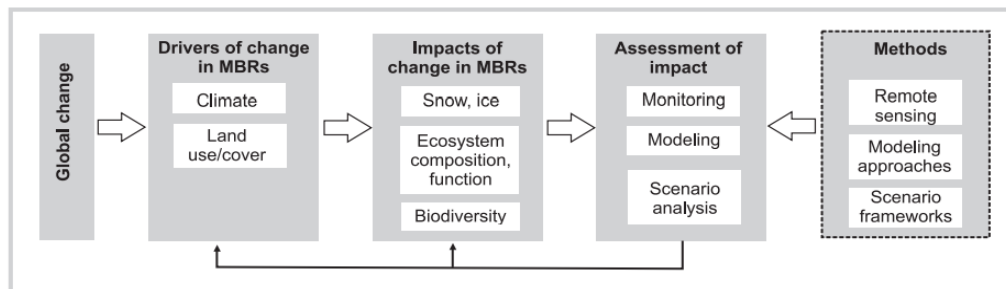 Global change
Drivers of change
in MBRs
Climate
Land
use/cover
Impacts of
change in MBRs
Snow, ice
Ecosystem
composition,
function
Biodiversity
Assessment of
impact
Monitoring
Modeling
Scenario
analysis
Methods
Remote
sensing
Modeling
approaches
Scenario
frameworks